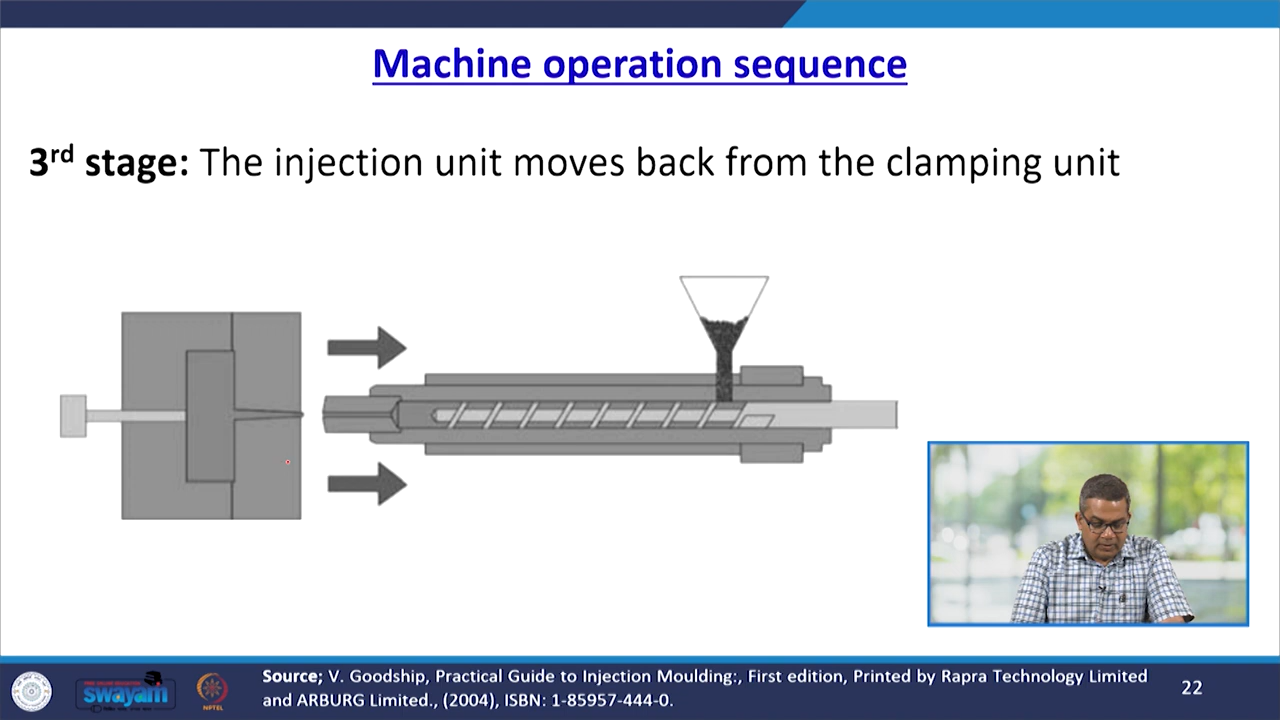 Machine operation sequence
3rd stage: The injection unit moves back from the clamping unit
Source; V. Goodship, Practical Guide to Injection Moulding:, First edition, Printed by Rapra Technology Limited
and ARBURG Limited., (2004), ISBN: 1-85957-444-0.
22
swayam
NPTEL